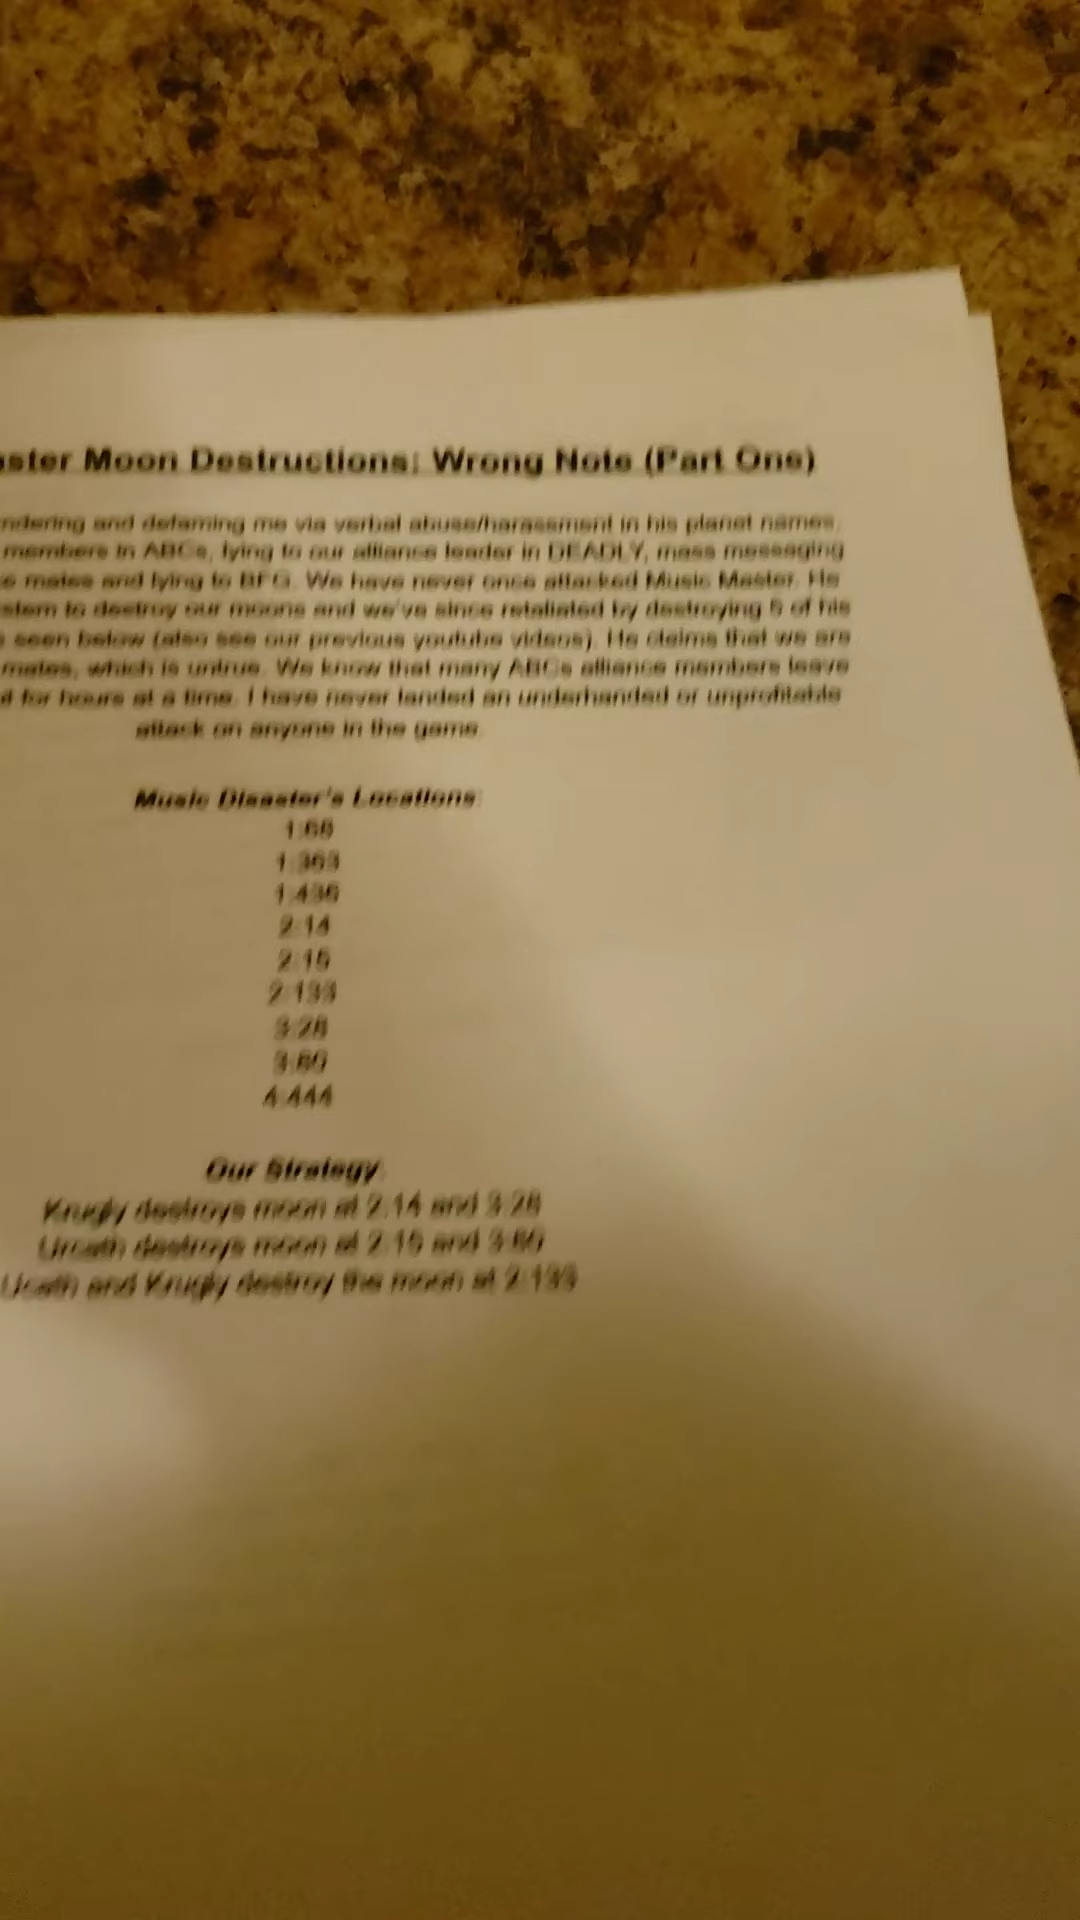 aster Moon Destructions: Wrong Note (Part One)
ndering and defaming me via verbal abuse/harassment in his planet names,
members in ABCs, lying to our alliance leader in DEADLY, mass messaging
e mates and lying to BFG. We have never once attacked Music Master. He
stem to destroy our moons and we've since retaliated by destroying 5 of his
s seen below (also see our previous youtube videos). He claims that we are
mates, which is untrue. We know that many ABCs alliance members leave
for hours at a time. I have never landed an underhanded or unprofitable
attack on anyone in the game.
Music Disaster's Locations:
1:68
1:363
1:436
2:14
2:15
2:133
3:28
3:60
4:444
Our Strategy:
Krugly destroys moon at 2:14 and 3:28
destroys moon at 2:15 and 3:60
and Krugly destroy the moon at 2:133